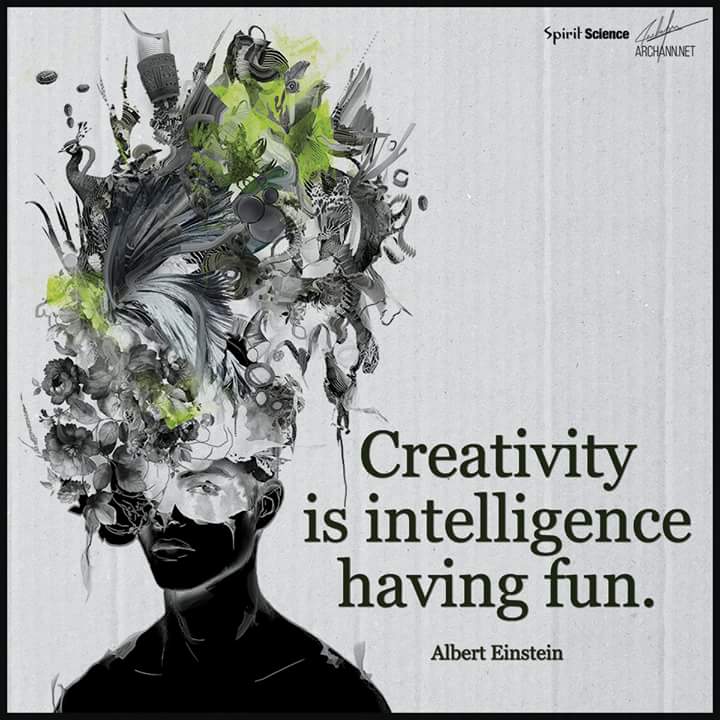 Spirit Science
ARCHANN.NET
Creativity
is intelligence
having fun.
Albert Einstein